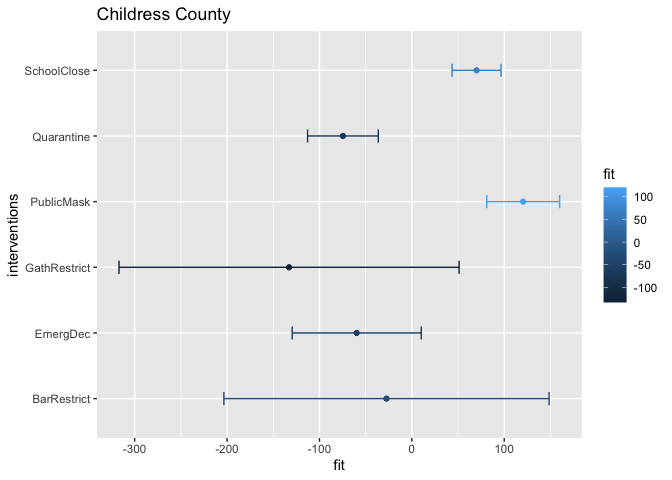 Childress County
SchoolClose
Quarantine
PublicMask
GathRestrict
EmergDec
BarRestrict
interventions
-300 -200 -100 0 100
fit
fit
100
50
0
-50
-100